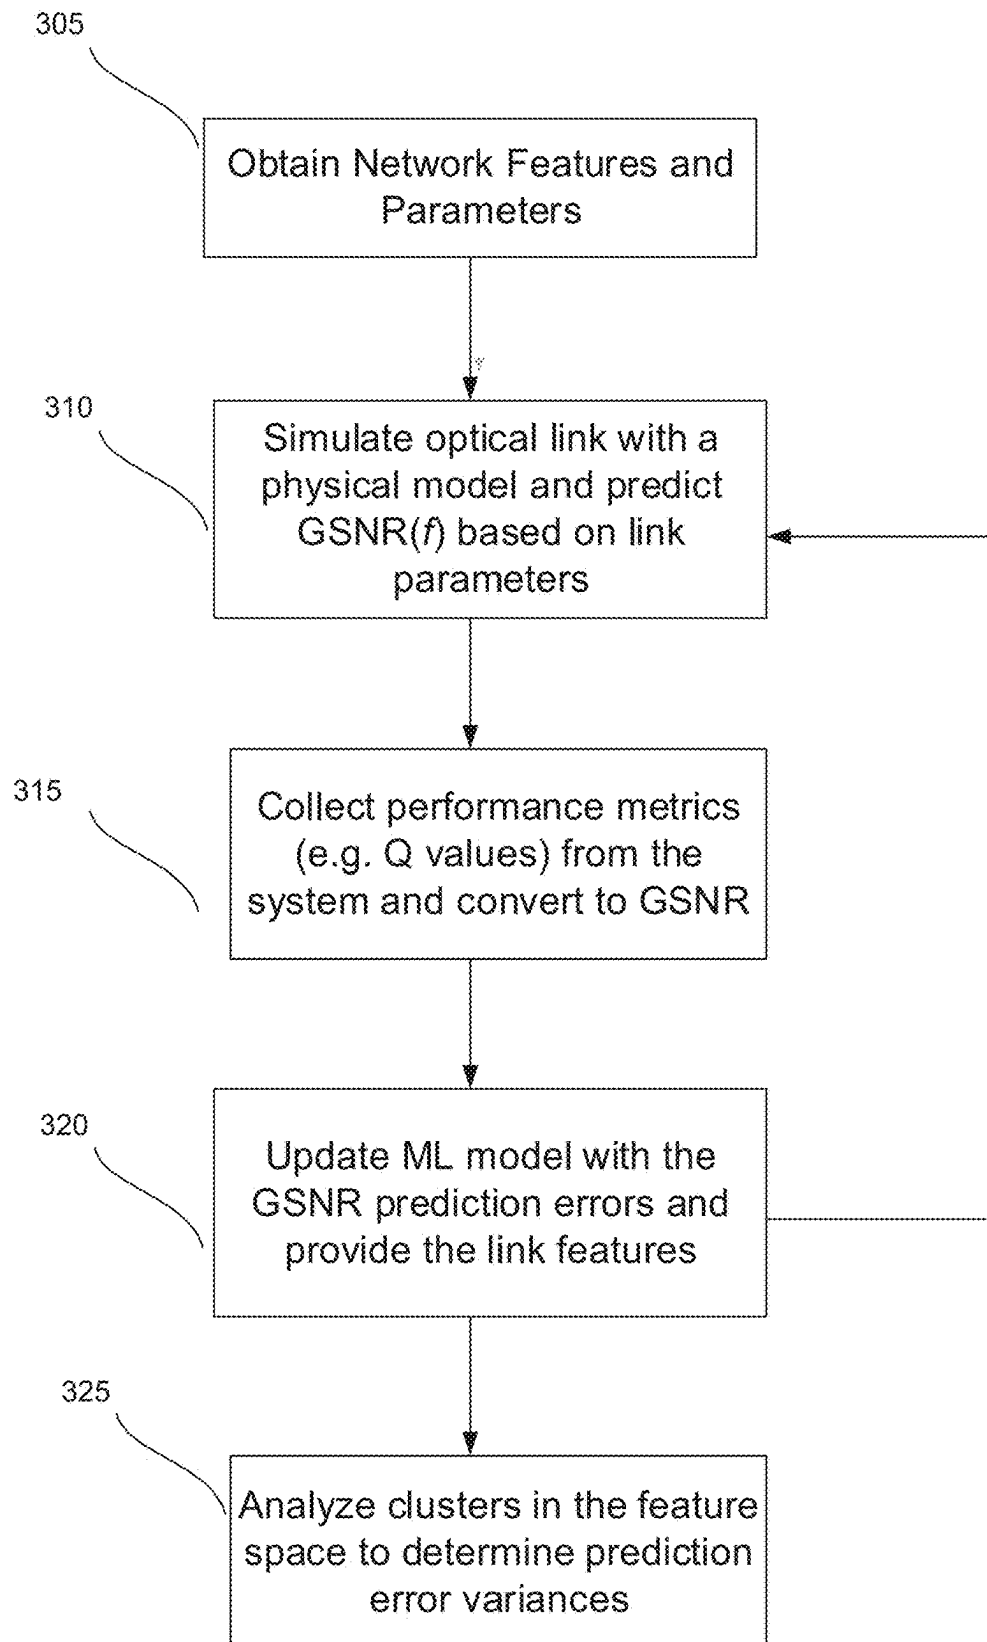 305
Obtain Network Features and
Parameters
310
Simulate optical link with a
physical model and predict
GSNR(f) based on link
parameters
315
Collect performance metrics
(e.g. Q values) from the
system and convert to GSNR
320
Update ML model with the
GSNR prediction errors and
provide the link features
325
Analyze clusters in the feature
space to determine prediction
error variances